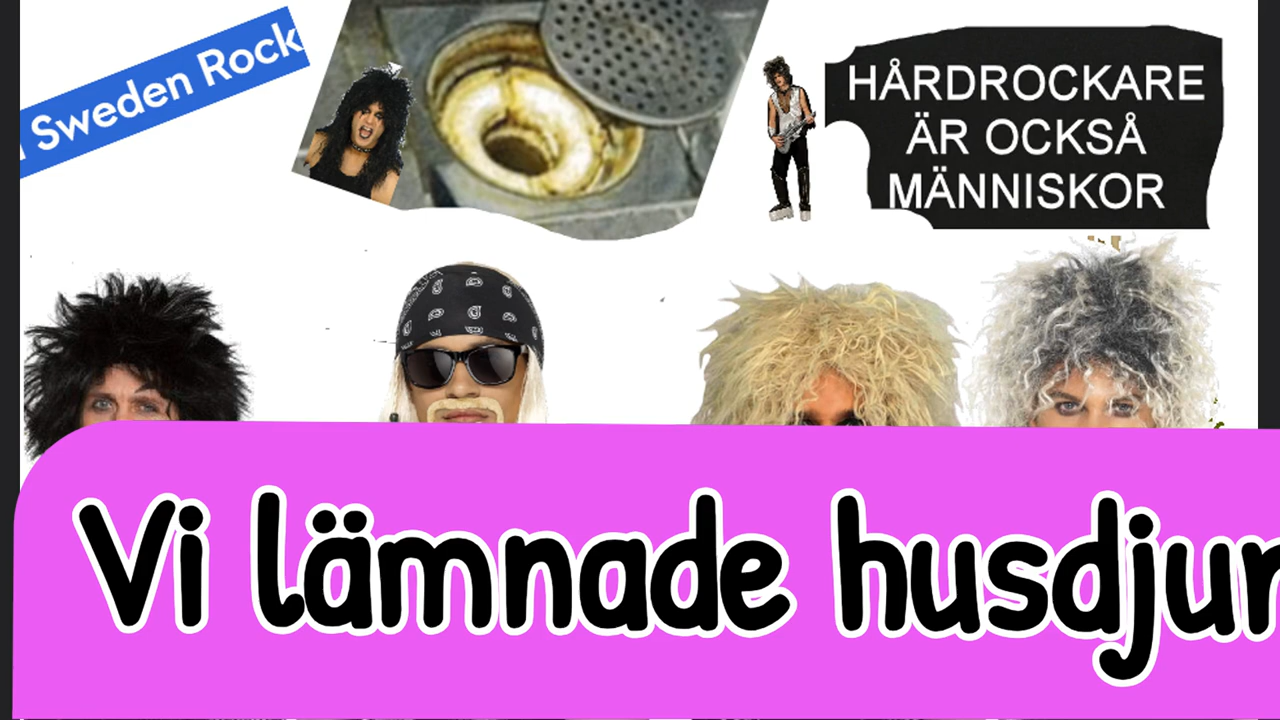 Sweden Rock
HÅRDROCKARE
ÄR OCKSÅ
MÄNNISKOR
Vi lämnade husdjur